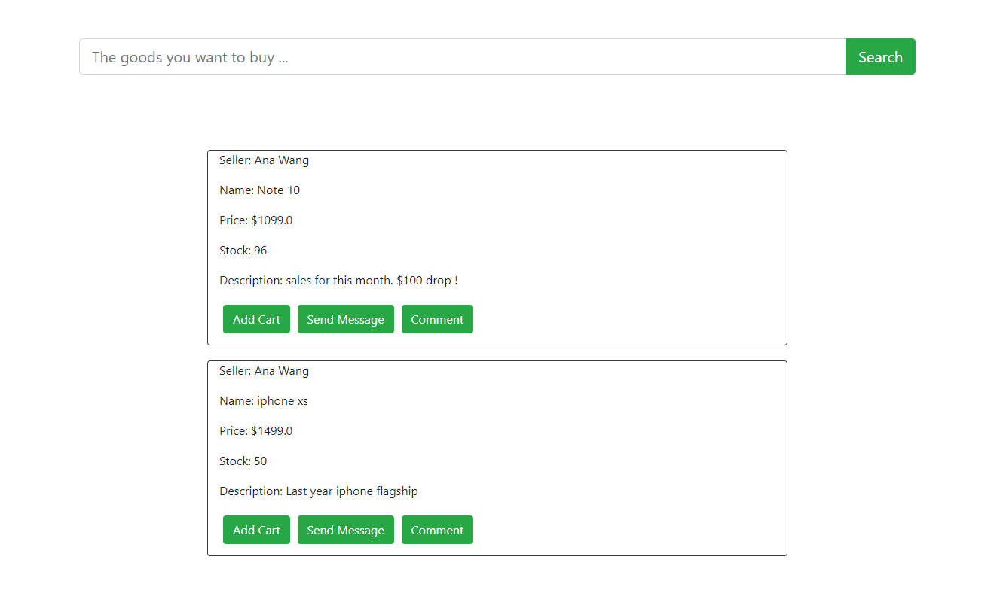 The goods you want to buy ...
Search
Seller: Ana Wang
Name: Note 10
Price: $1099.0
Stock: 96
Description: sales for this month. $100 drop !
Add Cart
Send Message
Comment
Seller: Ana Wang
Name: iphone xs
Price: $1499.0
Stock: 50
Description: Last year iphone flagship
Add Cart
Send Message
Comment